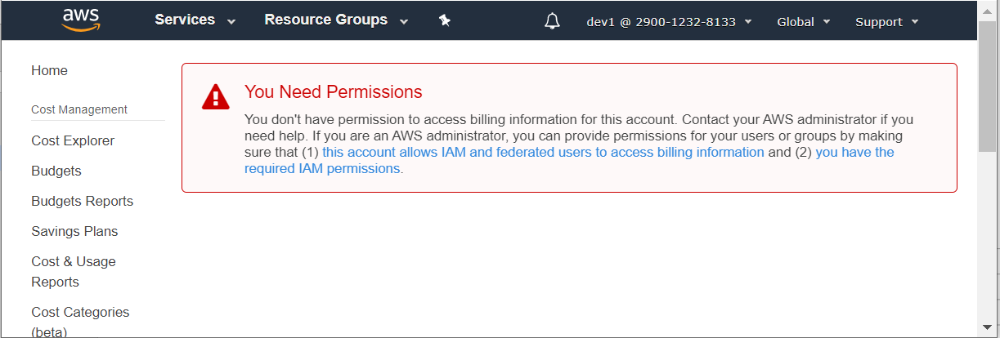 aws Services Resource Groups dev1 @ 2900-1232-8133 Global Support
Home
Cost Management
Cost Explorer
Budgets
Budgets Reports
Savings Plans
Cost & Usage
Reports
Cost Categories
(beta)
You Need Permissions
You don't have permission to access billing information for this account. Contact your AWS administrator if you
need help. If you are an AWS administrator, you can provide permissions for your users or groups by making
sure that (1) this account allows IAM and federated users to access billing information and (2) you have the
required IAM permissions.